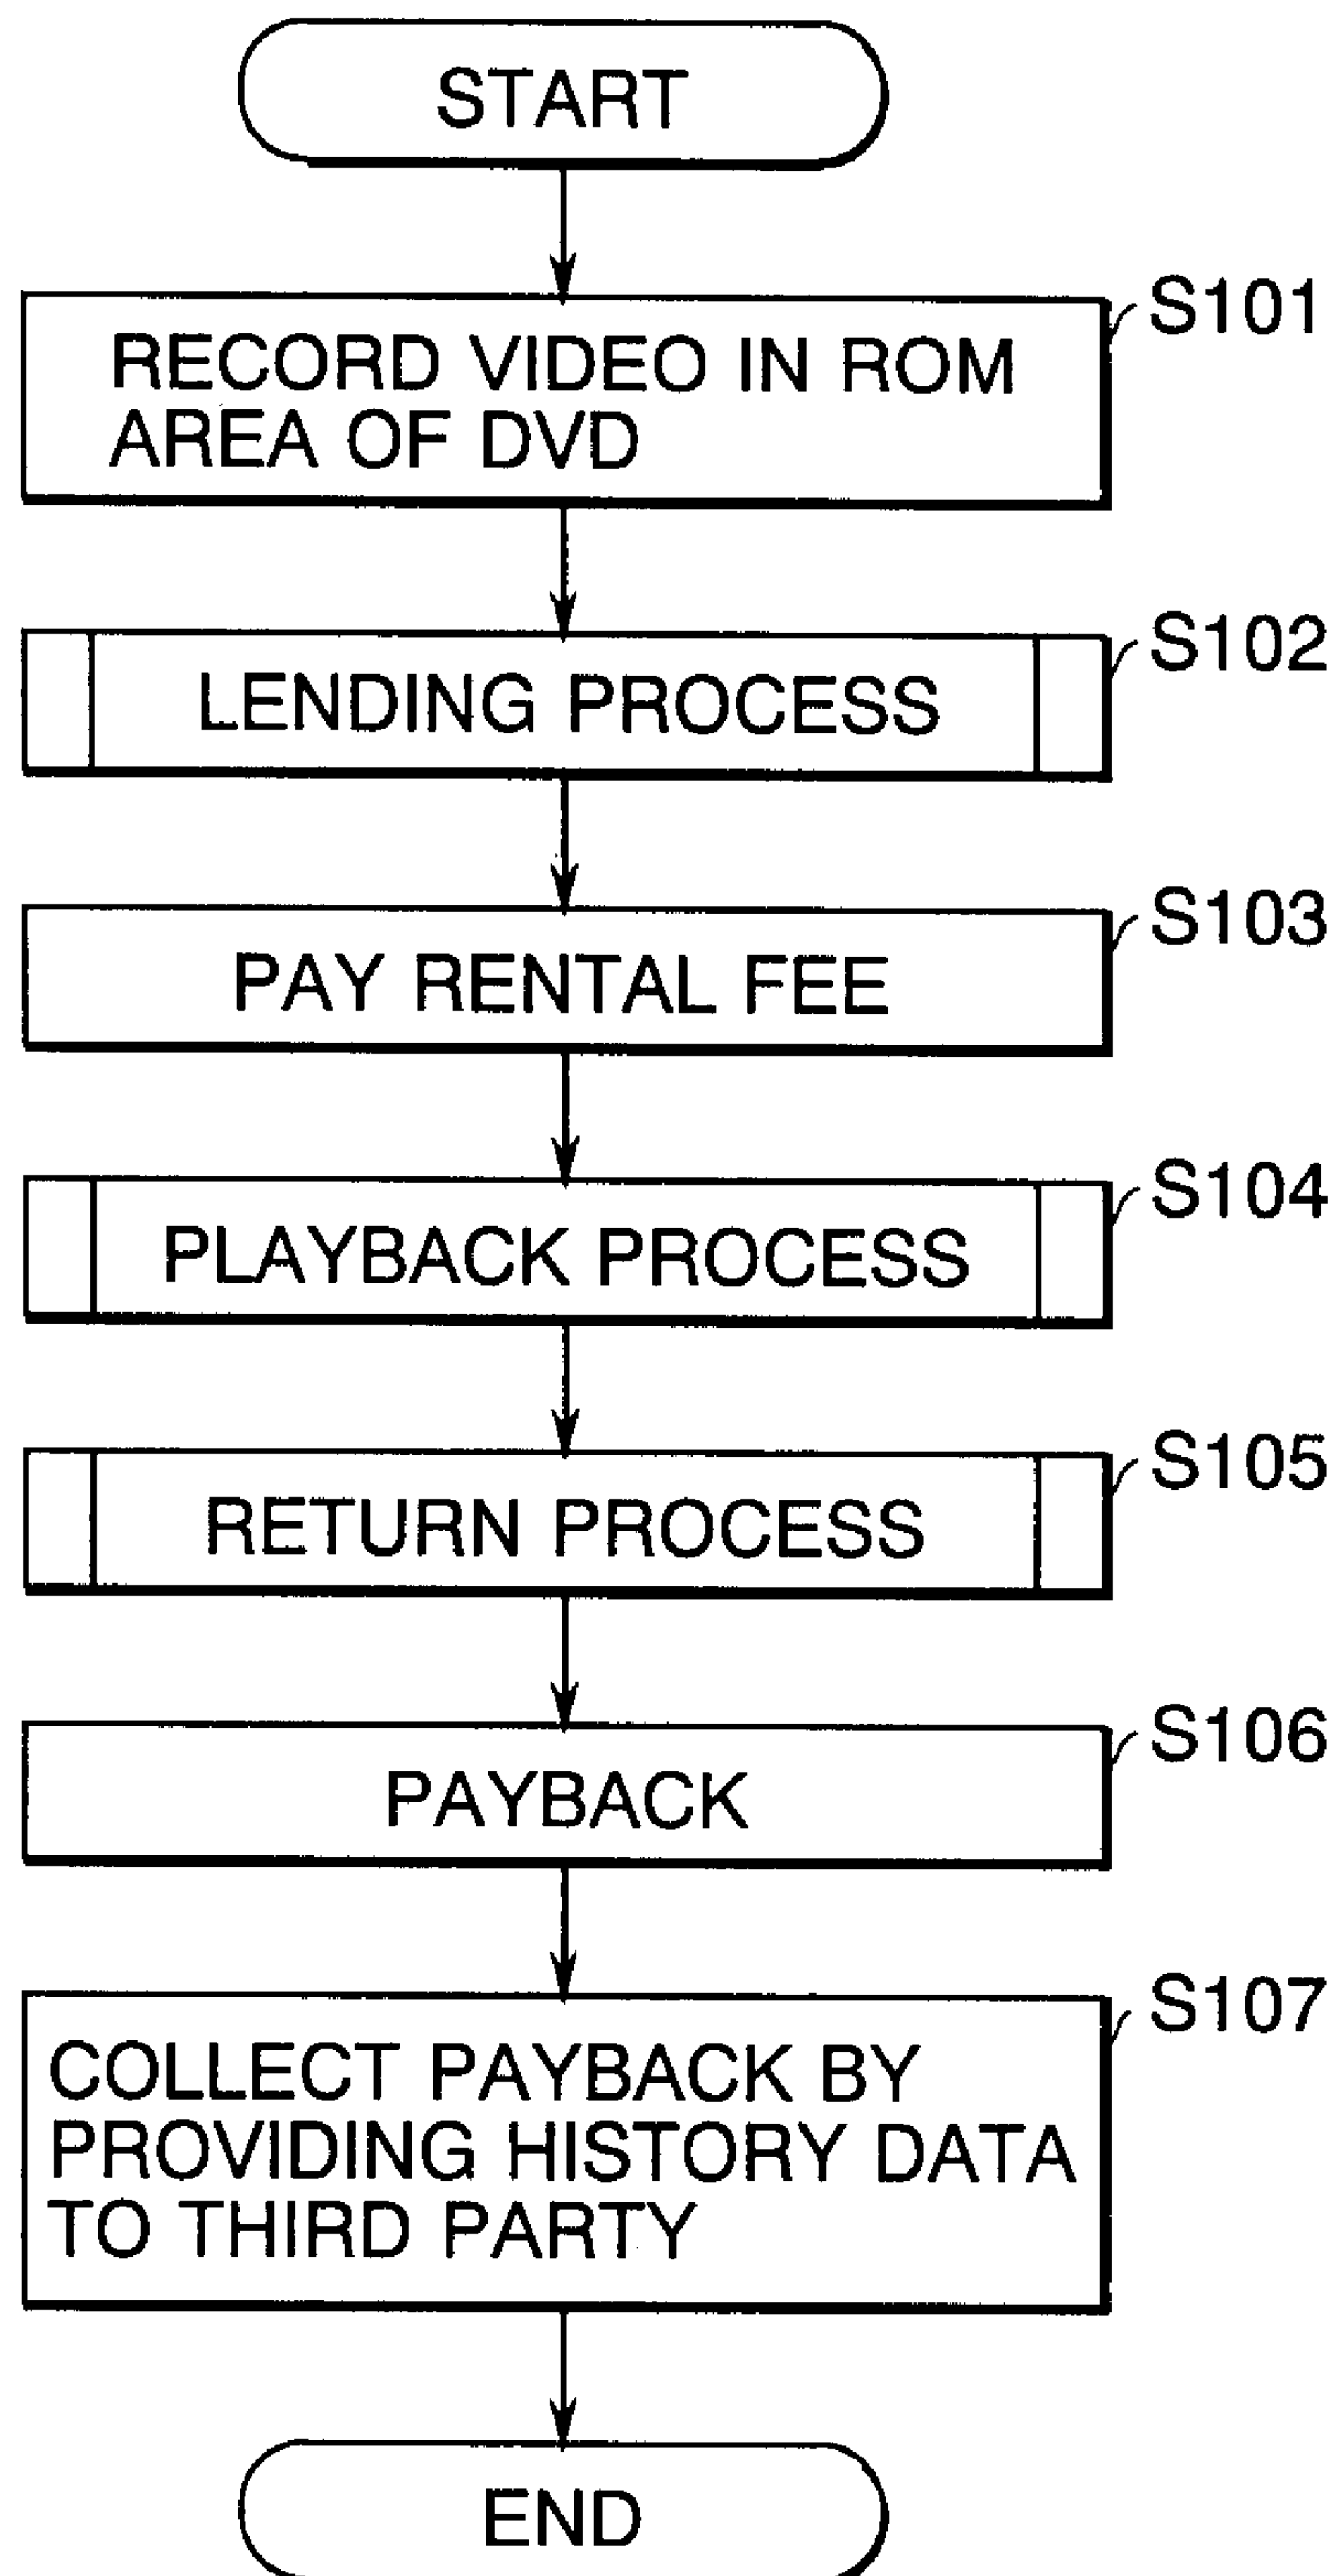 START
S101
RECORD VIDEO IN ROM
AREA OF DVD
S102
LENDING PROCESS
S103
PAY RENTAL FEE
S104
PLAYBACK PROCESS
S105
RETURN PROCESS
S106
PAYBACK
S107
COLLECT PAYBACK BY
PROVIDING HISTORY DATA
TO THIRD PARTY
END